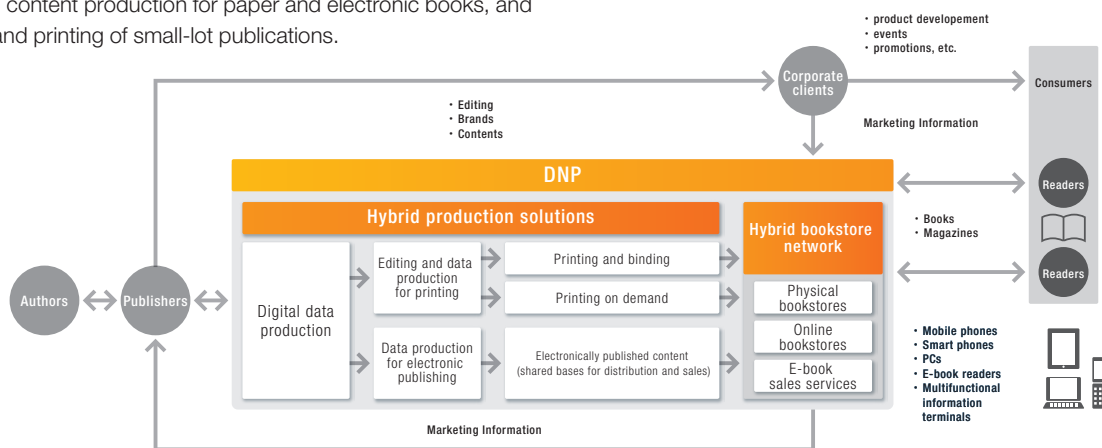 content production for paper and electronic books, and
and printing of small-lot publications.
• product developement
• events
• promotions, etc.
Corporate
clients
Consumers
• Editing
• Brands
• Contents
Marketing Information
DNP
Readers
Hybrid production solutions
Hybrid bookstore
network
• Books
• Magazines
Editing and data
production
for printing
Printing and binding
Readers
Authors
Publishers
Digital data
production
Printing on demand
Physical
bookstores
Online
bookstores
E-book
sales services
Data production
for electronic
publishing
Electronically published content
(shared bases for distribution and sales)
• Mobile phones
• Smart phones
• PCs
• E-book readers
• Multifunctional
information
terminals
Marketing Information